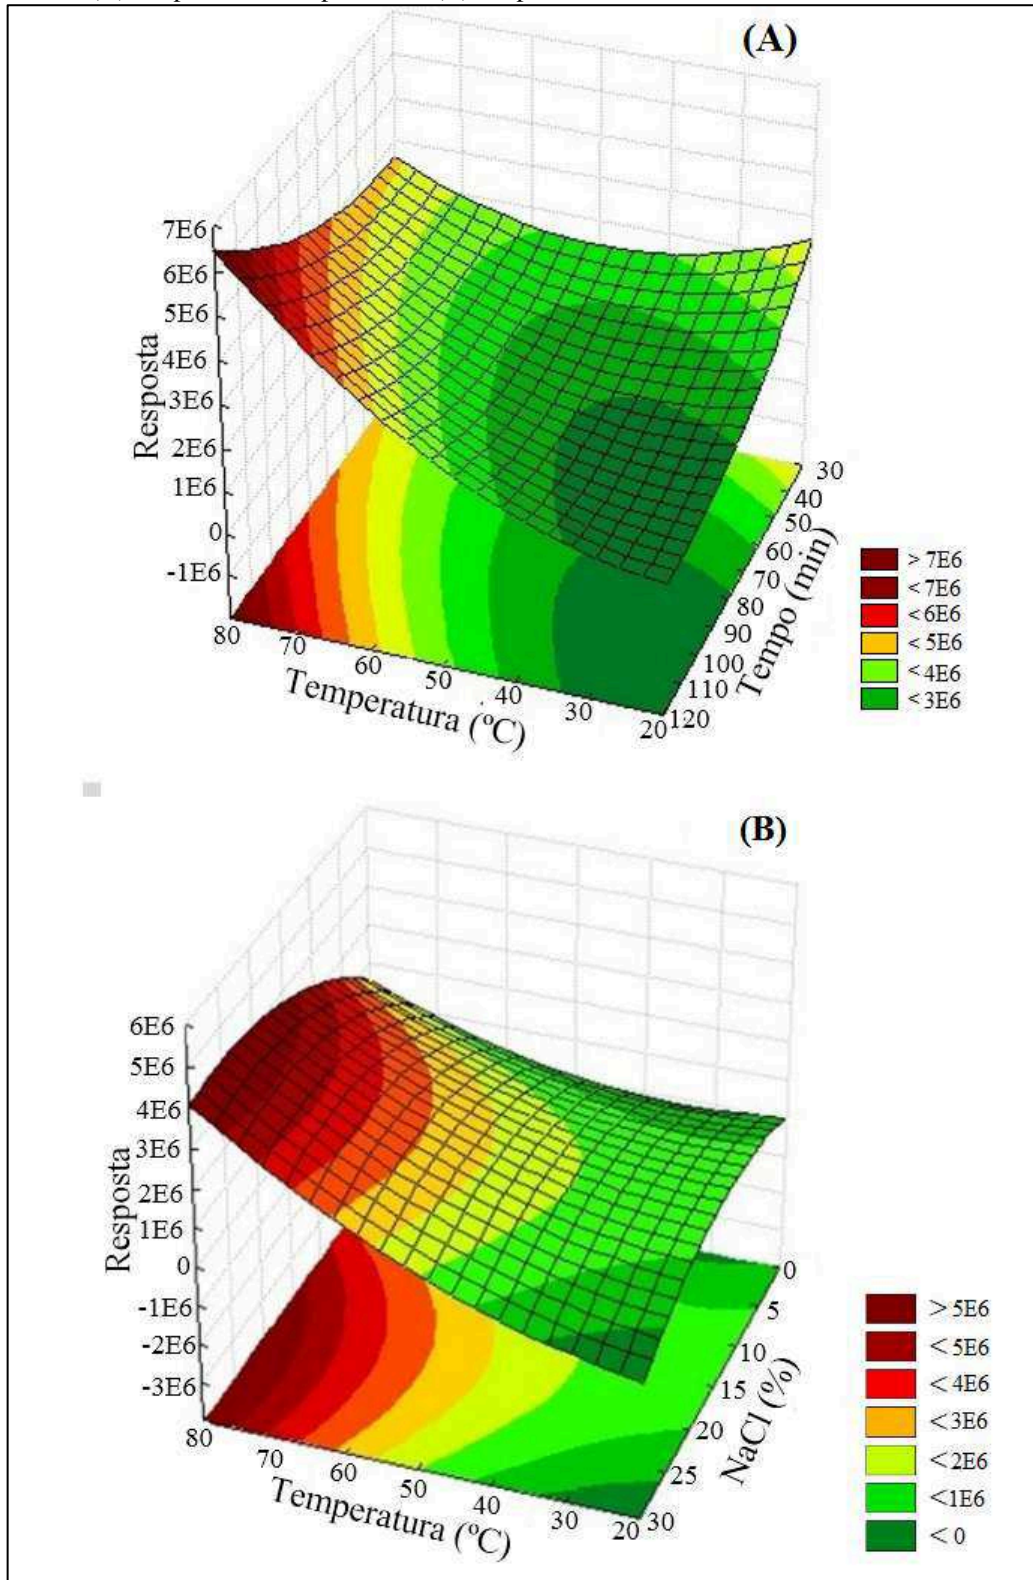 (A)
7E6
6E6
5E6
4E6
3E6
2E6
1E6
0
-1E6
Resposta
80
70
60
50
40
30
20
Temperatura (ºC)
30
40
50
60
70
80
90
100
110
120
Tempo (min)
> 7E6
< 7E6
< 6E6
< 5E6
< 4E6
< 3E6
(B)
6E6
5E6
4E6
3E6
2E6
1E6
0
-1E6
-2E6
-3E6
Resposta
80
70
60
50
40
30
20
Temperatura (ºC)
0
5
10
15
20
25
30
NaCl (%)
> 5E6
< 5E6
< 4E6
< 3E6
< 2E6
< 1E6
< 0